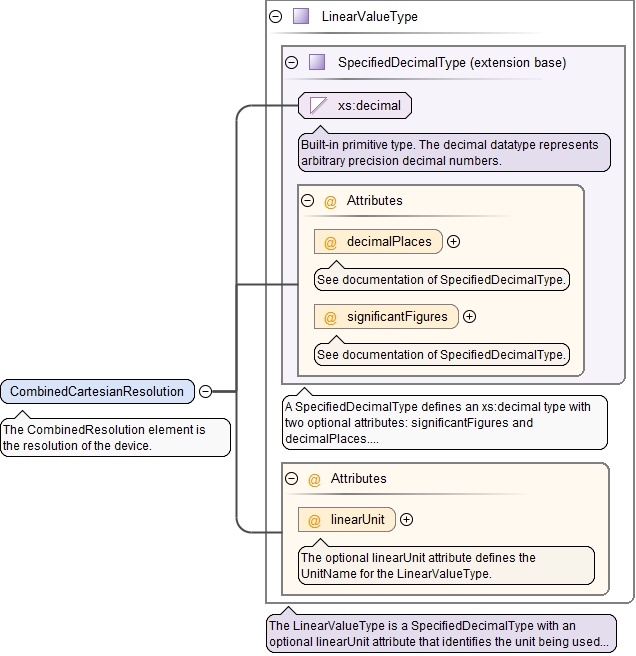 LinearValueType
SpecifiedDecimalType (extension base)
xs:decimal
Built-in primitive type. The decimal datatype represents
arbitrary precision decimal numbers.
@ Attributes
@ decimalPlaces
See documentation of SpecifiedDecimalType.
@ significantFigures
See documentation of SpecifiedDecimalType.
CombinedCartesianResolution
The CombinedResolution element is
the resolution of the device.
A SpecifiedDecimalType defines an xs:decimal type with
two optional attributes: significantFigures and
decimalPlaces....
@ Attributes
@ linearUnit
The optional linearUnit attribute defines the
UnitName for the LinearValueType.
The LinearValueType is a SpecifiedDecimalType with an
optional linearUnit attribute that identifies the unit being used...